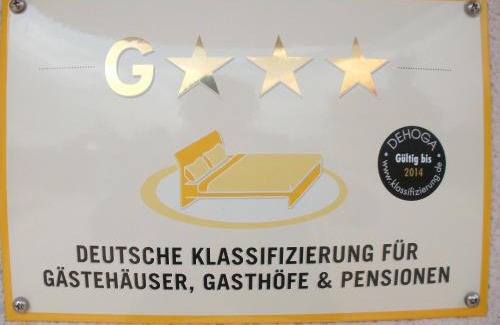 G
DEHOGA
Gültig bis
2014
www.klassifizierung.de
DEUTSCHE KLASSIFIZIERUNG FÜR
GÄSTEHÄUSER, GASTHÖFE & PENSIONEN